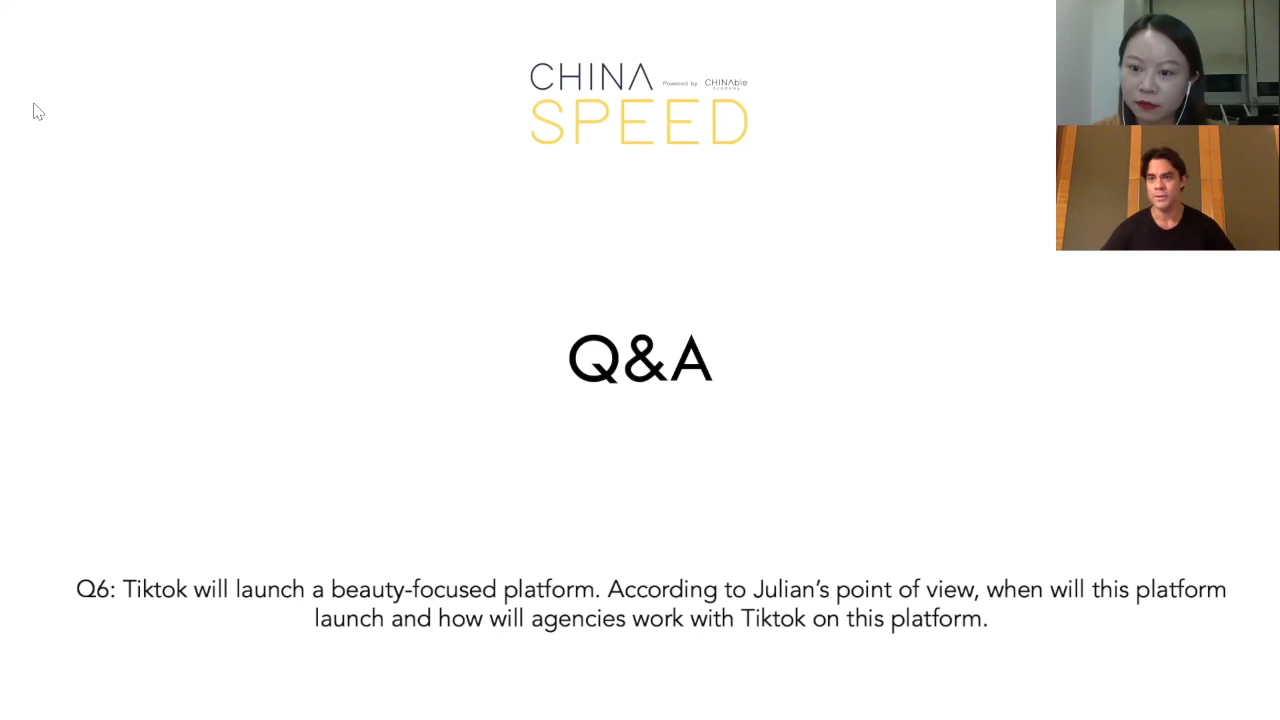 CHINA
Powered by CHINAble
Academy
SPEED
Q&A
Q6: Tiktok will launch a beauty-focused platform. According to Julian’s point of view, when will this platform
launch and how will agencies work with Tiktok on this platform.